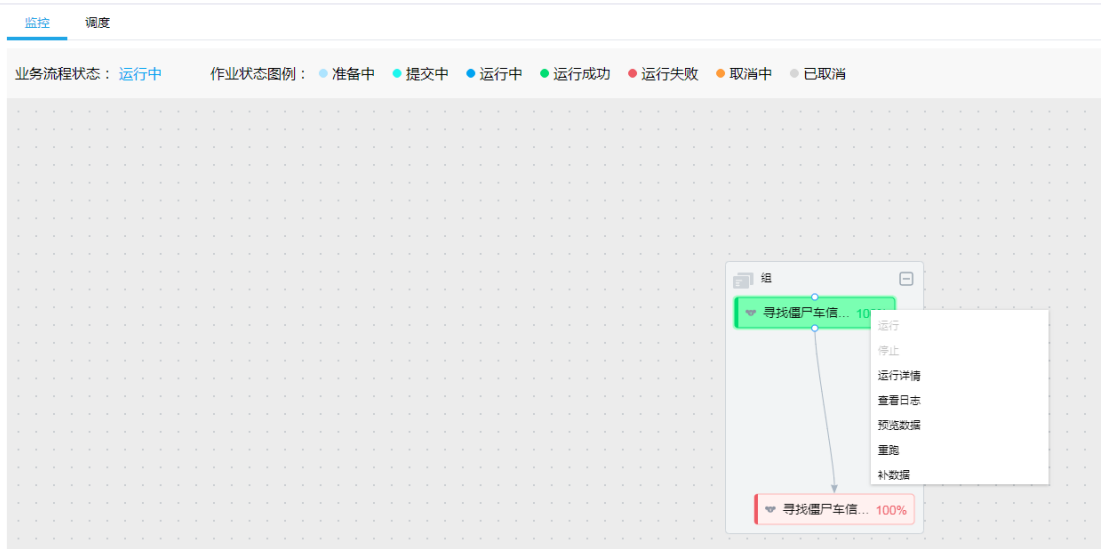 监控 调度
业务流程状态： 运行中 作业状态图例： 准备中 提交中 运行中 运行成功 运行失败 取消中 已取消
组
寻找僵尸车信... 10
运行
停止
运行详情
查看日志
预览数据
重跑
补数据
寻找僵尸车信... 100%